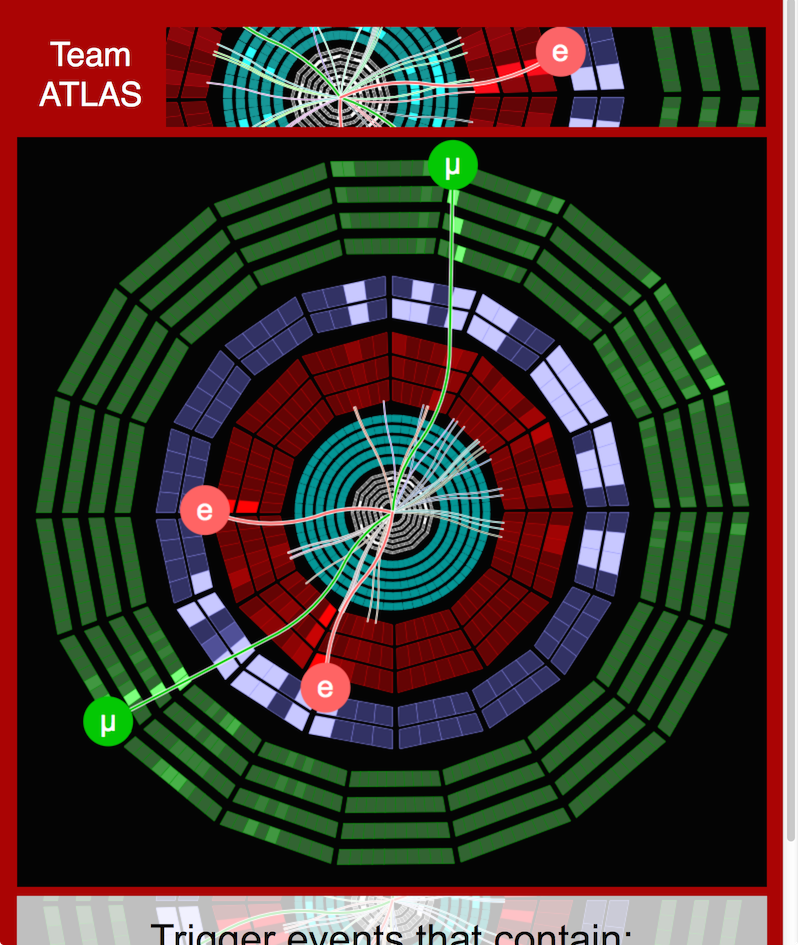 Team
ATLAS
e
μ
e
e
μ
Trigger events that contain: